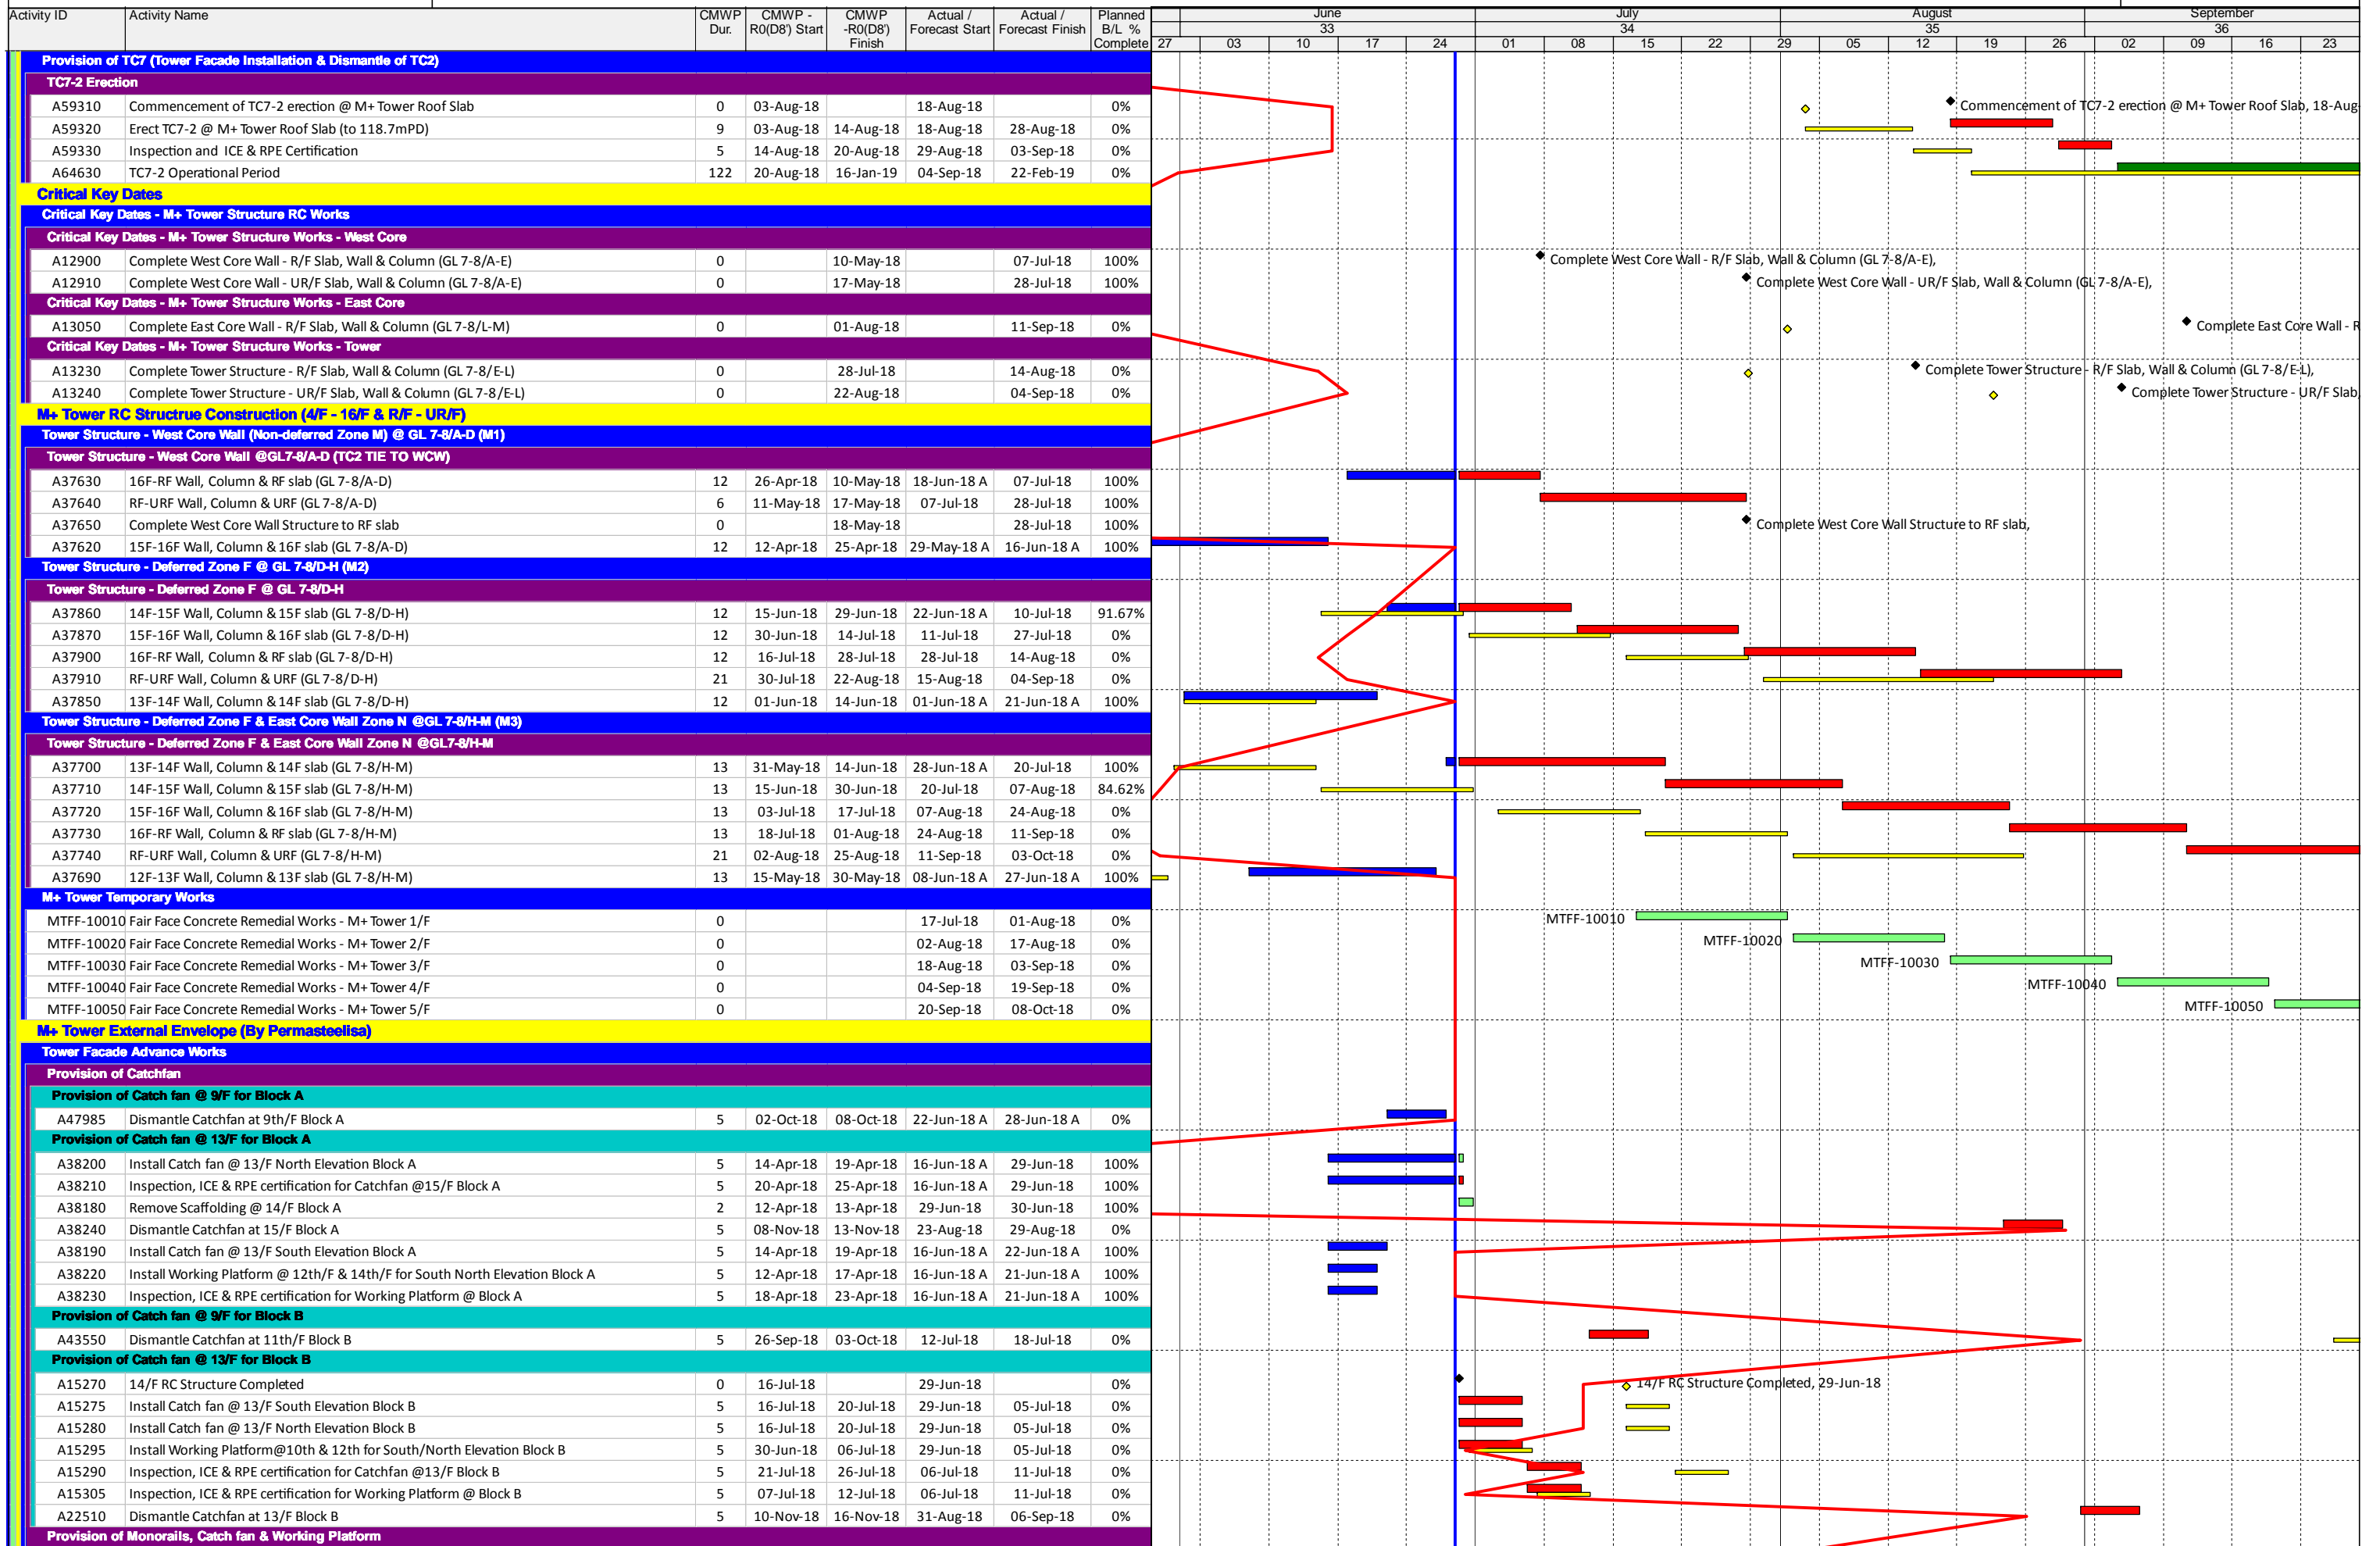 Activity ID Activity Name CMWP Dur. CMWP - R0(D8') Start CMWP -R0(D8') Finish Actual / Forecast Start Actual / Forecast Finish Planned B/L % Complete
June July August September
33 34 35 36
27 03 10 17 24 01 08 15 22 29 05 12 19 26 02 09 16 23
Provision of TC7 (Tower Facade Installation & Dismantle of TC2)
TC7-2 Erection
A59310 Commencement of TC7-2 erection @ M+ Tower Roof Slab 0 03-Aug-18 18-Aug-18 0% Commencement of TC7-2 erection @ M+ Tower Roof Slab, 18-Aug-
A59320 Erect TC7-2 @ M+ Tower Roof Slab (to 118.7mPD) 9 03-Aug-18 14-Aug-18 18-Aug-18 28-Aug-18 0%
A59330 Inspection and ICE & RPE Certification 5 14-Aug-18 20-Aug-18 29-Aug-18 03-Sep-18 0%
A64630 TC7-2 Operational Period 122 20-Aug-18 16-Jan-19 04-Sep-18 22-Feb-19 0%
Critical Key Dates
Critical Key Dates - M+ Tower Structure RC Works
Critical Key Dates - M+ Tower Structure Works - West Core
A12900 Complete West Core Wall - R/F Slab, Wall & Column (GL 7-8/A-E) 0 10-May-18 07-Jul-18 100% Complete West Core Wall - R/F Slab, Wall & Column (GL 7-8/A-E),
A12910 Complete West Core Wall - UR/F Slab, Wall & Column (GL 7-8/A-E) 0 17-May-18 28-Jul-18 100% Complete West Core Wall - UR/F Slab, Wall & Column (GL 7-8/A-E),
Critical Key Dates - M+ Tower Structure Works - East Core
A13050 Complete East Core Wall - R/F Slab, Wall & Column (GL 7-8/L-M) 0 01-Aug-18 11-Sep-18 0% Complete East Core Wall - R
Critical Key Dates - M+ Tower Structure Works - Tower
A13230 Complete Tower Structure - R/F Slab, Wall & Column (GL 7-8/E-L) 0 28-Jul-18 14-Aug-18 0% Complete Tower Structure - R/F Slab, Wall & Column (GL 7-8/E-L),
A13240 Complete Tower Structure - UR/F Slab, Wall & Column (GL 7-8/E-L) 0 22-Aug-18 04-Sep-18 0% Complete Tower Structure - UR/F Slab,
M+ Tower RC Structrue Construction (4/F - 16/F & R/F - UR/F)
Tower Structure - West Core Wall (Non-deferred Zone M) @ GL 7-8/A-D (M1)
Tower Structure - West Core Wall @GL7-8/A-D (TC2 TIE TO WCW)
A37630 16F-RF Wall, Column & RF slab (GL 7-8/A-D) 12 26-Apr-18 10-May-18 18-Jun-18 A 07-Jul-18 100%
A37640 RF-URF Wall, Column & URF (GL 7-8/A-D) 6 11-May-18 17-May-18 07-Jul-18 28-Jul-18 100%
A37650 Complete West Core Wall Structure to RF slab 0 18-May-18 28-Jul-18 100% Complete West Core Wall Structure to RF slab,
A37620 15F-16F Wall, Column & 16F slab (GL 7-8/A-D) 12 12-Apr-18 25-Apr-18 29-May-18 A 16-Jun-18 A 100%
Tower Structure - Deferred Zone F @ GL 7-8/D-H (M2)
Tower Structure - Deferred Zone F @ GL 7-8/D-H
A37860 14F-15F Wall, Column & 15F slab (GL 7-8/D-H) 12 15-Jun-18 29-Jun-18 22-Jun-18 A 10-Jul-18 91.67%
A37870 15F-16F Wall, Column & 16F slab (GL 7-8/D-H) 12 30-Jun-18 14-Jul-18 11-Jul-18 27-Jul-18 0%
A37900 16F-RF Wall, Column & RF slab (GL 7-8/D-H) 12 16-Jul-18 28-Jul-18 28-Jul-18 14-Aug-18 0%
A37910 RF-URF Wall, Column & URF (GL 7-8/D-H) 21 30-Jul-18 22-Aug-18 15-Aug-18 04-Sep-18 0%
A37850 13F-14F Wall, Column & 14F slab (GL 7-8/D-H) 12 01-Jun-18 14-Jun-18 01-Jun-18 A 21-Jun-18 A 100%
Tower Structure - Deferred Zone F & East Core Wall Zone N @GL 7-8/H-M (M3)
Tower Structure - Deferred Zone F & East Core Wall Zone N @GL7-8/H-M
A37700 13F-14F Wall, Column & 14F slab (GL 7-8/H-M) 13 31-May-18 14-Jun-18 28-Jun-18 A 20-Jul-18 100%
A37710 14F-15F Wall, Column & 15F slab (GL 7-8/H-M) 13 15-Jun-18 30-Jun-18 20-Jul-18 07-Aug-18 84.62%
A37720 15F-16F Wall, Column & 16F slab (GL 7-8/H-M) 13 03-Jul-18 17-Jul-18 07-Aug-18 24-Aug-18 0%
A37730 16F-RF Wall, Column & RF slab (GL 7-8/H-M) 13 18-Jul-18 01-Aug-18 24-Aug-18 11-Sep-18 0%
A37740 RF-URF Wall, Column & URF (GL 7-8/H-M) 21 02-Aug-18 25-Aug-18 11-Sep-18 03-Oct-18 0%
A37690 12F-13F Wall, Column & 13F slab (GL 7-8/H-M) 13 15-May-18 30-May-18 08-Jun-18 A 27-Jun-18 A 100%
M+ Tower Temporary Works
MTFF-10010 Fair Face Concrete Remedial Works - M+ Tower 1/F 0 17-Jul-18 01-Aug-18 0% MTFF-10010
MTFF-10020 Fair Face Concrete Remedial Works - M+ Tower 2/F 0 02-Aug-18 17-Aug-18 0% MTFF-10020
MTFF-10030 Fair Face Concrete Remedial Works - M+ Tower 3/F 0 18-Aug-18 03-Sep-18 0% MTFF-10030
MTFF-10040 Fair Face Concrete Remedial Works - M+ Tower 4/F 0 04-Sep-18 19-Sep-18 0% MTFF-10040
MTFF-10050 Fair Face Concrete Remedial Works - M+ Tower 5/F 0 20-Sep-18 08-Oct-18 0% MTFF-10050
M+ Tower External Envelope (By Permasteelisa)
Tower Facade Advance Works
Provision of Catchfan
Provision of Catch fan @ 9/F for Block A
A47985 Dismantle Catchfan at 9th/F Block A 5 02-Oct-18 08-Oct-18 22-Jun-18 A 28-Jun-18 A 0%
Provision of Catch fan @ 13/F for Block A
A38200 Install Catch fan @ 13/F North Elevation Block A 5 14-Apr-18 19-Apr-18 16-Jun-18 A 29-Jun-18 100%
A38210 Inspection, ICE & RPE certification for Catchfan @15/F Block A 5 20-Apr-18 25-Apr-18 16-Jun-18 A 29-Jun-18 100%
A38180 Remove Scaffolding @ 14/F Block A 2 12-Apr-18 13-Apr-18 29-Jun-18 30-Jun-18 100%
A38240 Dismantle Catchfan at 15/F Block A 5 08-Nov-18 13-Nov-18 23-Aug-18 29-Aug-18 0%
A38190 Install Catch fan @ 13/F South Elevation Block A 5 14-Apr-18 19-Apr-18 16-Jun-18 A 22-Jun-18 A 100%
A38220 Install Working Platform @ 12th/F & 14th/F for South North Elevation Block A 5 12-Apr-18 17-Apr-18 16-Jun-18 A 21-Jun-18 A 100%
A38230 Inspection, ICE & RPE certification for Working Platform @ Block A 5 18-Apr-18 23-Apr-18 16-Jun-18 A 21-Jun-18 A 100%
Provision of Catch fan @ 9/F for Block B
A43550 Dismantle Catchfan at 11th/F Block B 5 26-Sep-18 03-Oct-18 12-Jul-18 18-Jul-18 0%
Provision of Catch fan @ 13/F for Block B
A15270 14/F RC Structure Completed 0 16-Jul-18 29-Jun-18 0% 14/F RC Structure Completed, 29-Jun-18
A15275 Install Catch fan @ 13/F South Elevation Block B 5 16-Jul-18 20-Jul-18 29-Jun-18 05-Jul-18 0%
A15280 Install Catch fan @ 13/F North Elevation Block B 5 16-Jul-18 20-Jul-18 29-Jun-18 05-Jul-18 0%
A15295 Install Working Platform@10th & 12th for South/North Elevation Block B 5 30-Jun-18 06-Jul-18 29-Jun-18 05-Jul-18 0%
A15290 Inspection, ICE & RPE certification for Catchfan @13/F Block B 5 21-Jul-18 26-Jul-18 06-Jul-18 11-Jul-18 0%
A15305 Inspection, ICE & RPE certification for Working Platform @ Block B 5 07-Jul-18 12-Jul-18 06-Jul-18 11-Jul-18 0%
A22510 Dismantle Catchfan at 13/F Block B 5 10-Nov-18 16-Nov-18 31-Aug-18 06-Sep-18 0%
Provision of Monorails, Catch fan & Working Platform